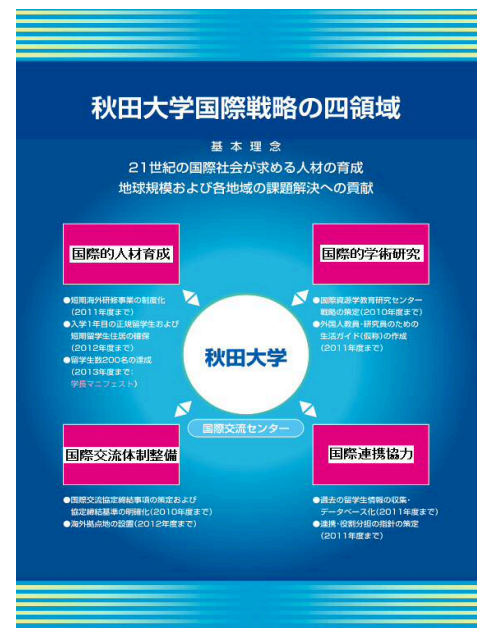 秋田大学国際戦略の四領域
基本理念
21世紀の国際社会が求める人材の育成
地球規模および各地域の課題解決への貢献
国際的人材育成
●短期海外研修事業の制度化
(2011年度まで)
●入学1年目の正規留学生および
短期留学生住居の確保
(2012年度まで)
●留学生数200名の達成
(2013年度まで:
学長マニフェスト)
国際的学術研究
●国際資源学教育研究センター
戦略の策定(2010年度まで)
●外国人教員・研究員のための
生活ガイド(仮称)の作成
(2011年度まで)
秋田大学
国際交流センター
国際交流体制整備
●国際交流協定締結事項の策定および
協定締結基準の明確化(2010年度まで)
●海外拠点地の設置(2012年度まで)
国際連携協力
●過去の留学生情報の収集・
データベース化(2011年度まで)
●連携・役割分担の指針の策定
(2011年度まで)